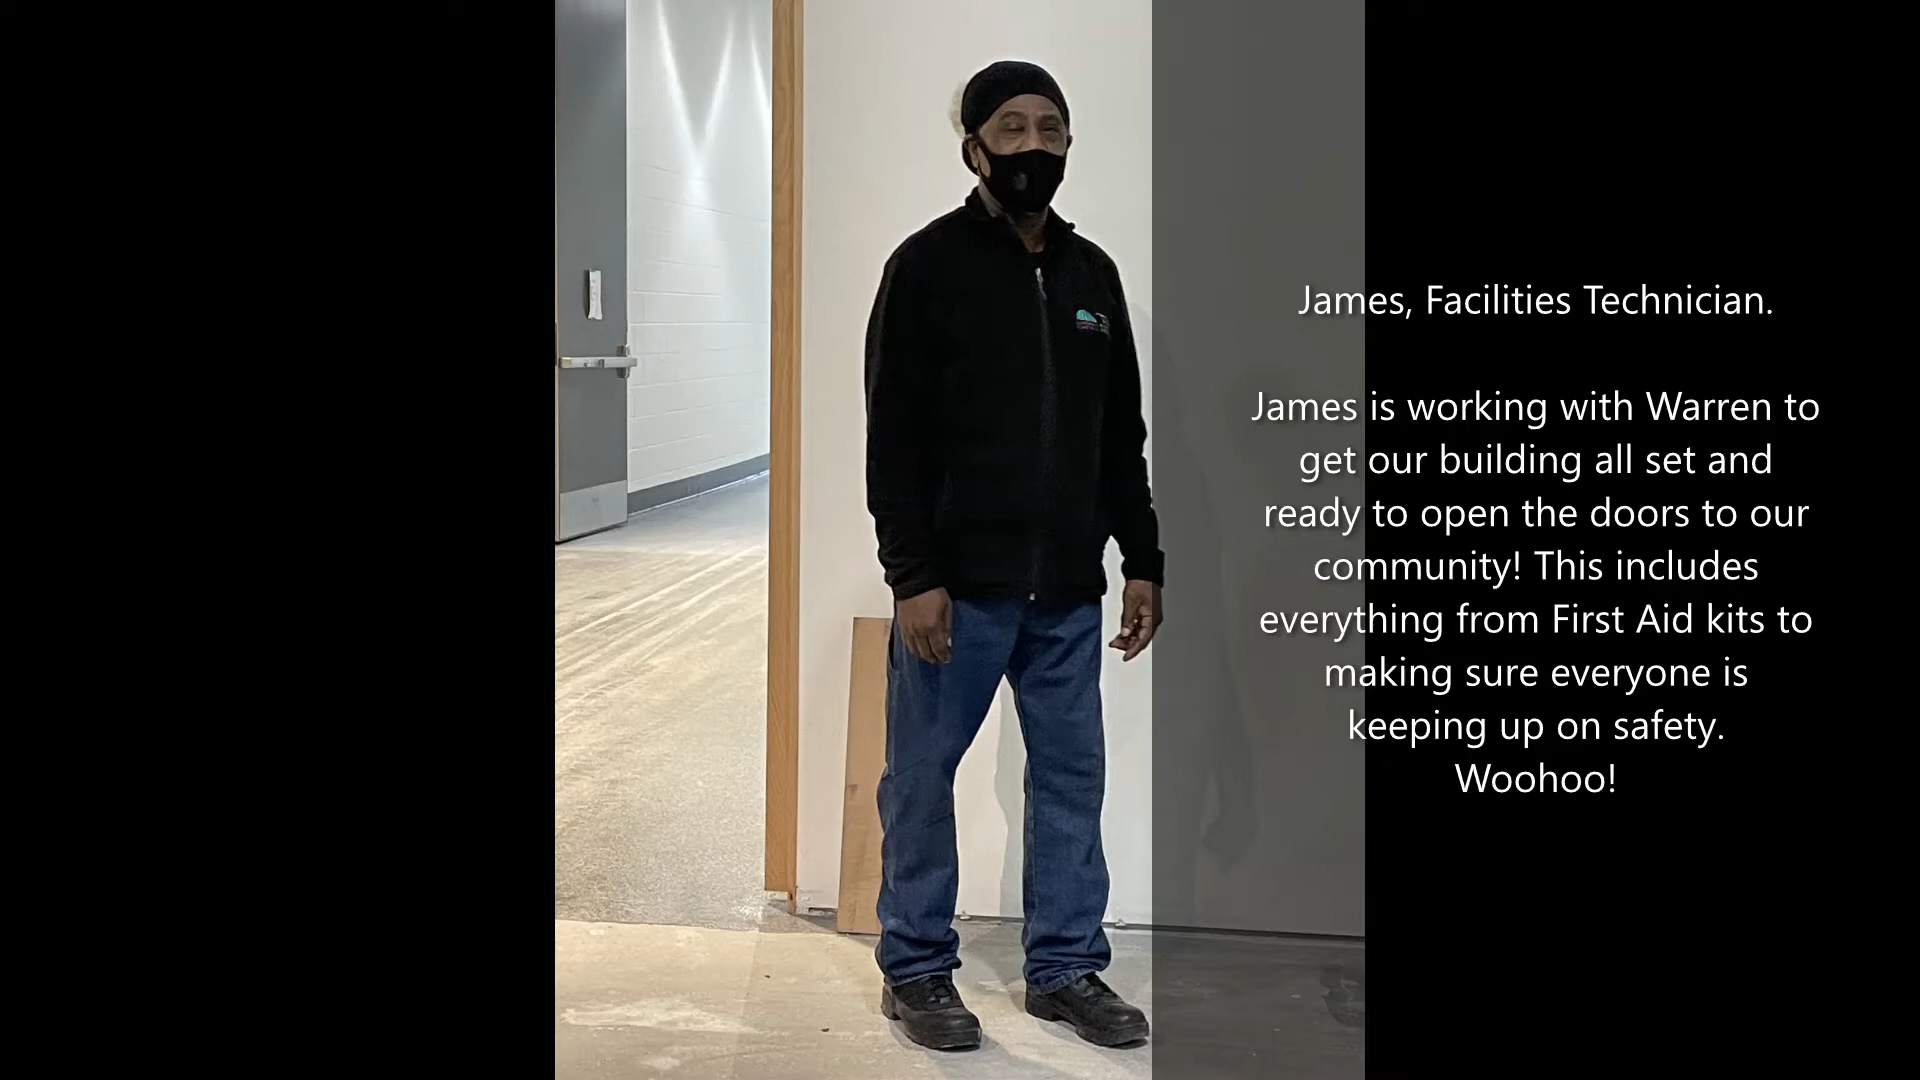 James, Facilities Technician.
James is working with Warren to
get our building all set and
ready to open the doors to our
community! This includes
everything from First Aid kits to
making sure everyone is
keeping up on safety.
Woohoo!